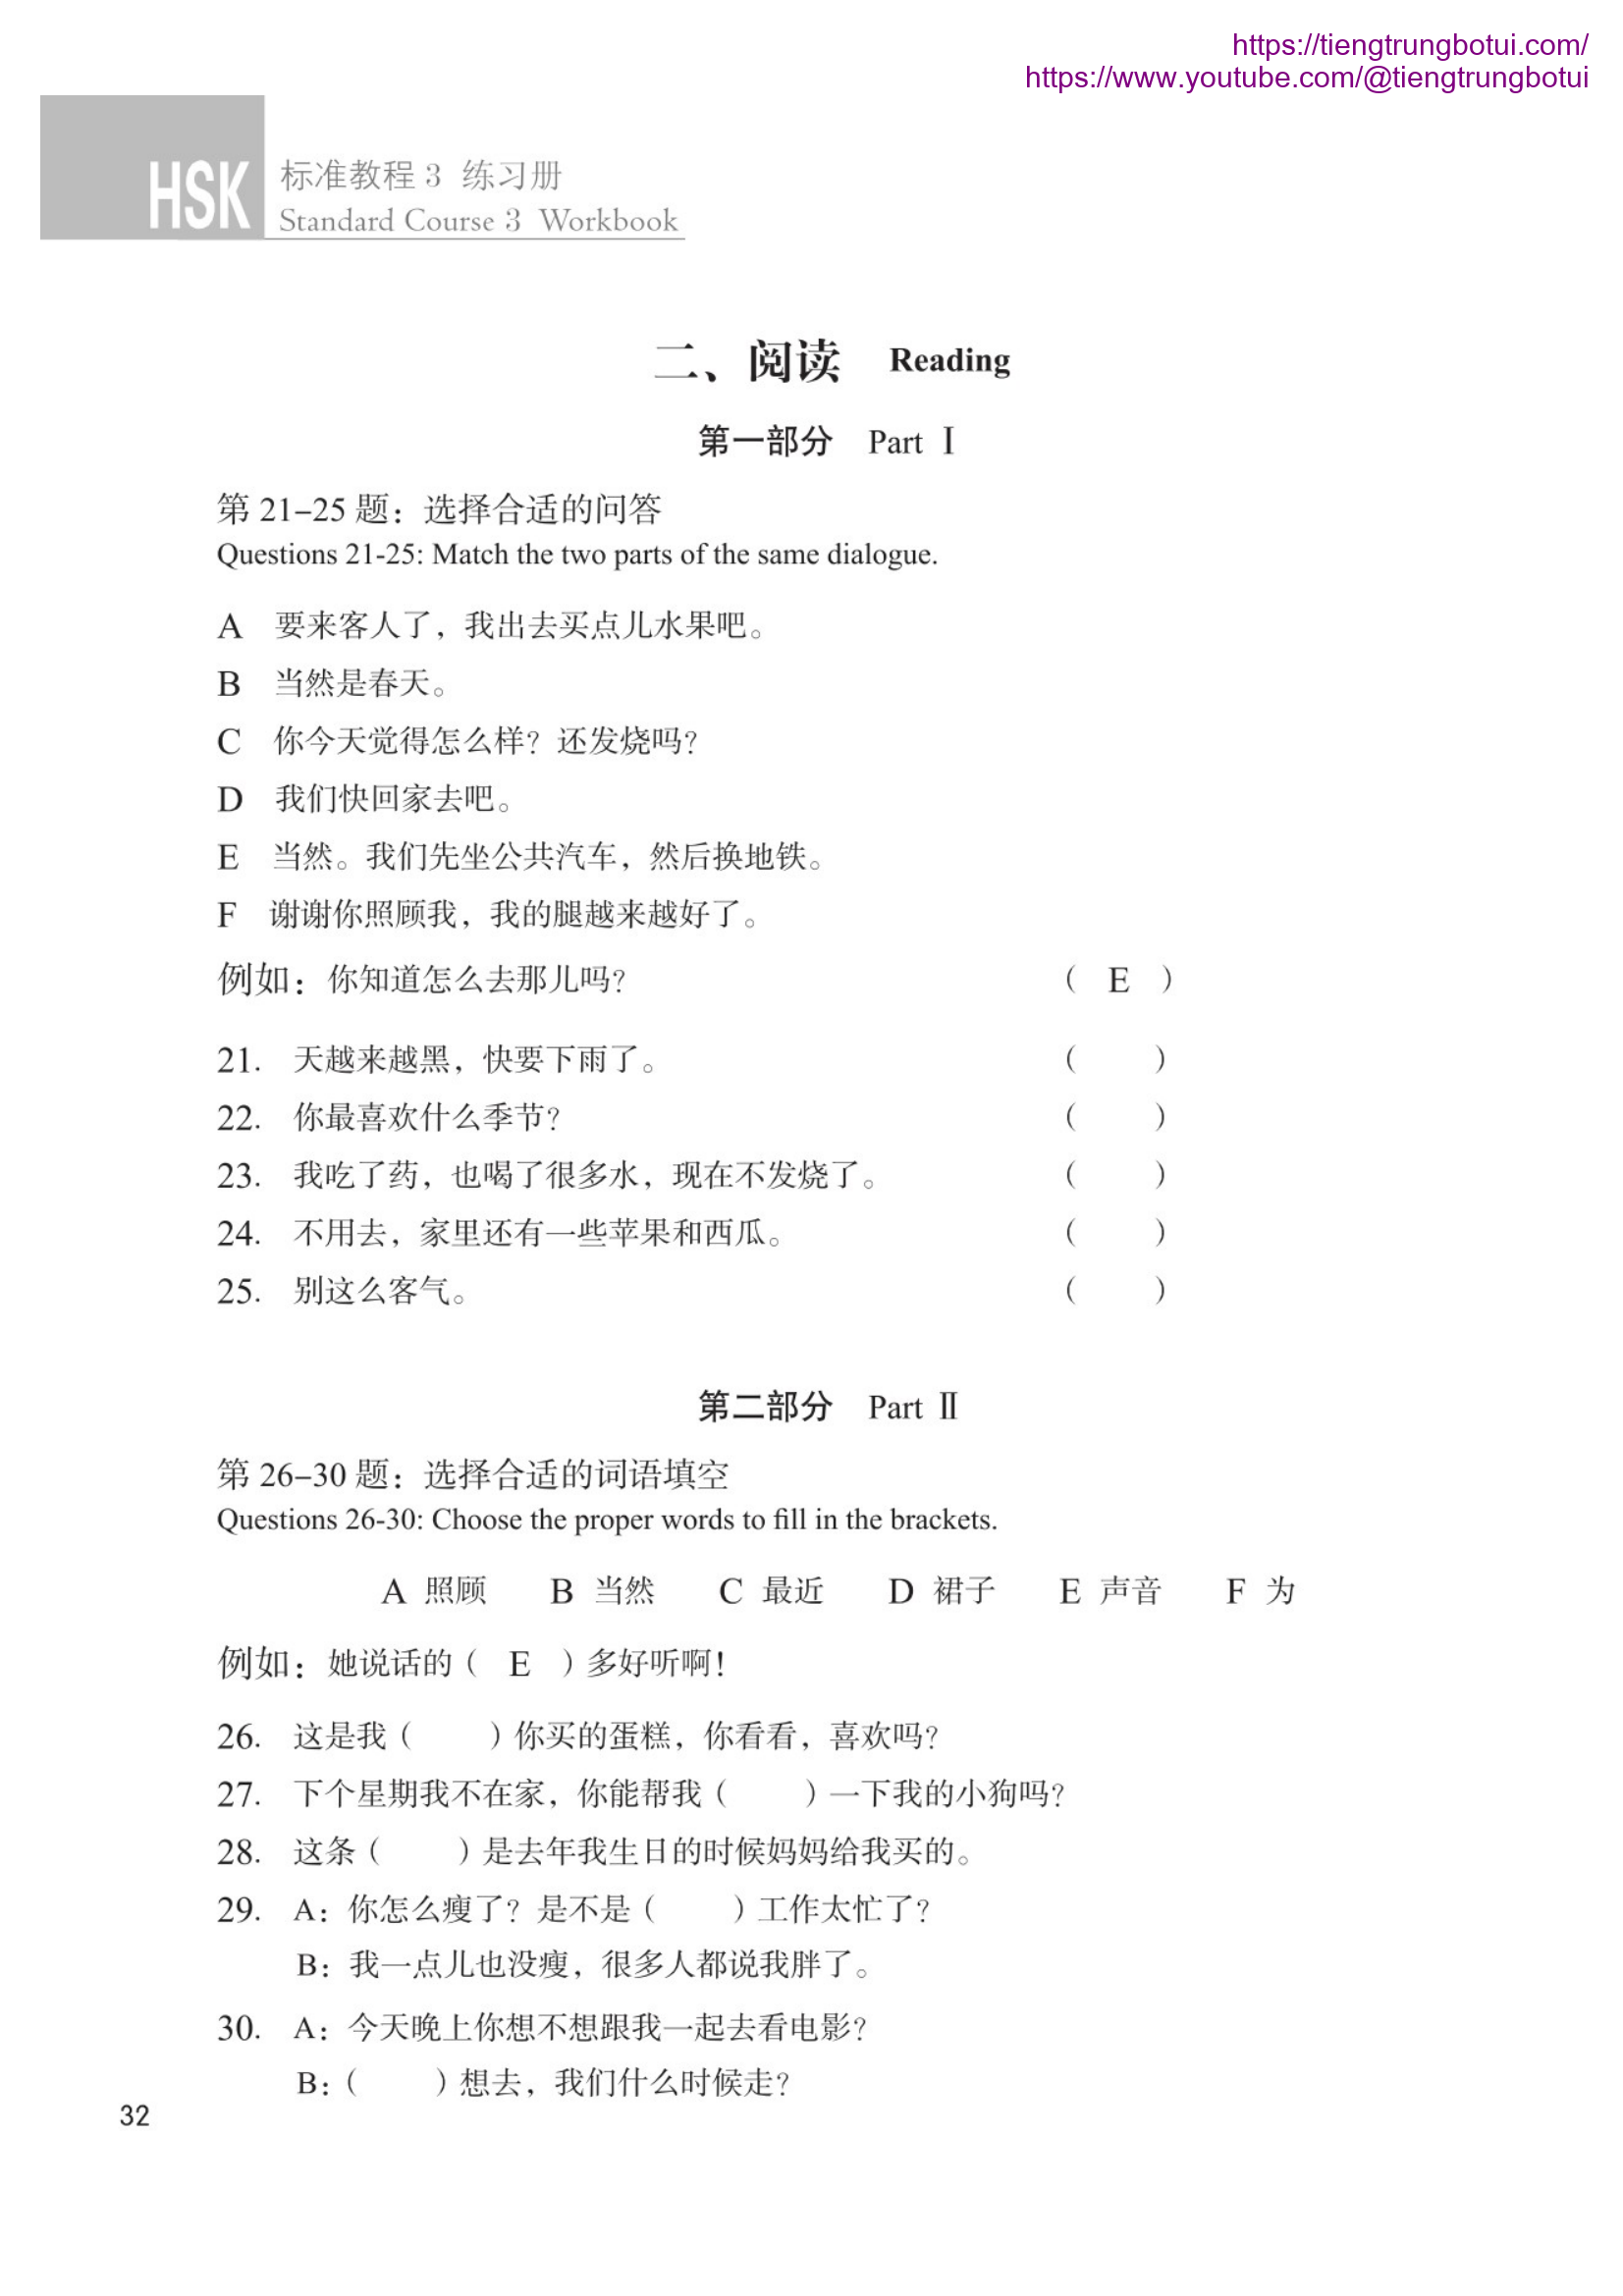 https://tiengtrungbotui.com/
https://www.youtube.com/@tiengtrungbotui
HSK 标准教程 3 练习册
Standard Course 3 Workbook
二、阅读 Reading
第一部分 Part Ⅰ
第 21–25 题：选择合适的问答
Questions 21-25: Match the two parts of the same dialogue.
A 要来客人了，我出去买点儿水果吧。
B 当然是春天。
C 你今天觉得怎么样？还发烧吗？
D 我们快回家去吧。
E 当然。我们先坐公共汽车，然后换地铁。
F 谢谢你照顾我，我的腿越来越好了。
例如：你知道怎么去那儿吗？ （ E ）
21. 天越来越黑，快要下雨了。 （ ）
22. 你最喜欢什么季节？ （ ）
23. 我吃了药，也喝了很多水，现在不发烧了。 （ ）
24. 不用去，家里还有一些苹果和西瓜。 （ ）
25. 别这么客气。 （ ）
第二部分 Part Ⅱ
第 26–30 题：选择合适的词语填空
Questions 26-30: Choose the proper words to fill in the brackets.
A 照顾 B 当然 C 最近 D 裙子 E 声音 F 为
例如：她说话的（ E ）多好听啊！
26. 这是我（ ）你买的蛋糕，你看看，喜欢吗？
27. 下个星期我不在家，你能帮我（ ）一下我的小狗吗？
28. 这条（ ）是去年我生日的时候妈妈给我买的。
29. A：你怎么瘦了？是不是（ ）工作太忙了？
B：我一点儿也没瘦，很多人都说我胖了。
30. A：今天晚上你想不想跟我一起去看电影？
B：（ ）想去，我们什么时候走？
32